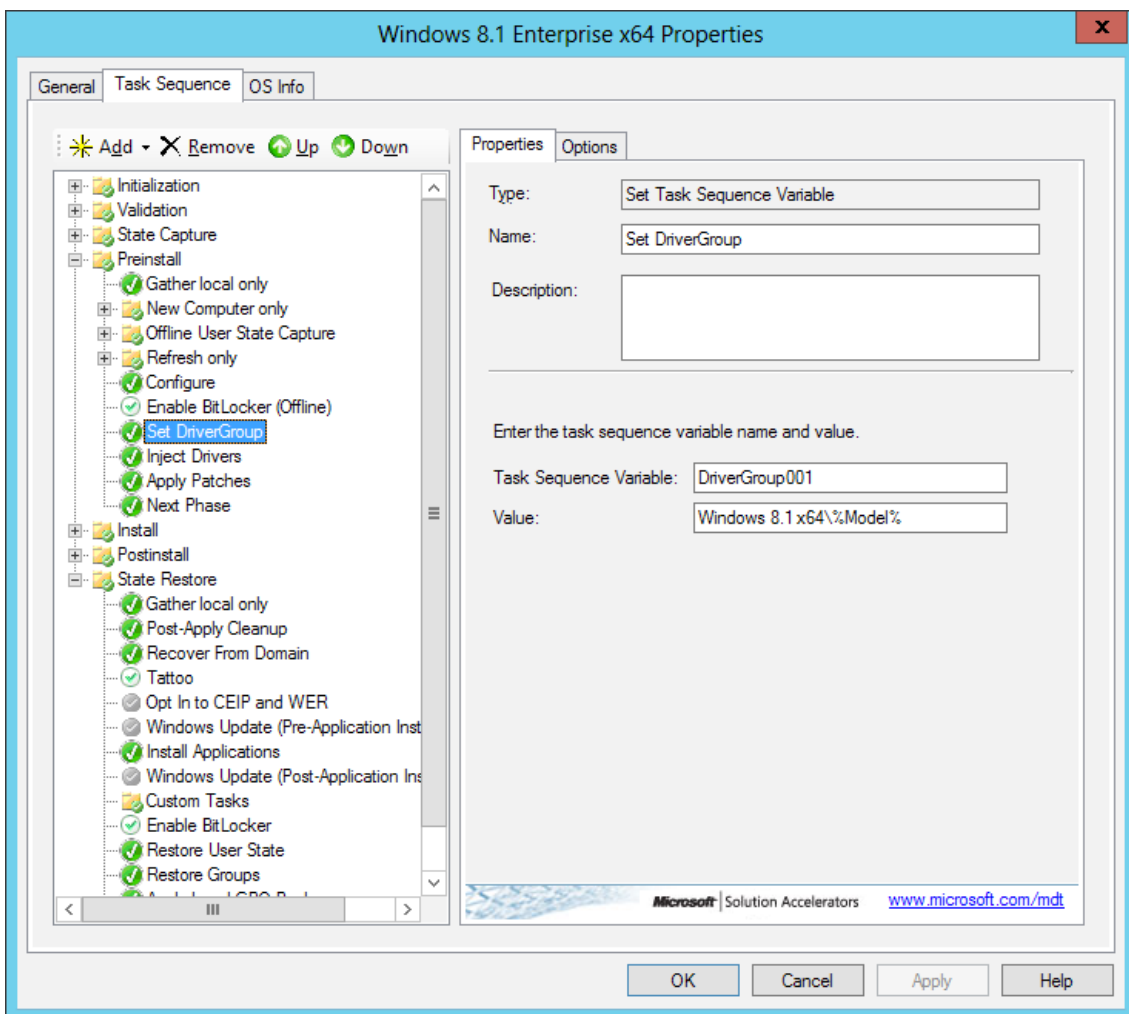 Windows 8.1 Enterprise x64 Properties
x
General Task Sequence OS Info
Add Remove Up Down
Initialization
Validation
State Capture
Preinstall
Gather local only
New Computer only
Offline User State Capture
Refresh only
Configure
Enable BitLocker (Offline)
Set DriverGroup
Inject Drivers
Apply Patches
Next Phase
Install
Postinstall
State Restore
Gather local only
Post-Apply Cleanup
Recover From Domain
Tattoo
Opt In to CEIP and WER
Windows Update (Pre-Application Inst
Install Applications
Windows Update (Post-Application Ins
Custom Tasks
Enable BitLocker
Restore User State
Restore Groups
Properties Options
Type: Set Task Sequence Variable
Name: Set DriverGroup
Description:
Enter the task sequence variable name and value.
Task Sequence Variable: DriverGroup001
Value: Windows 8.1 x64\%Model%
Microsoft Solution Accelerators www.microsoft.com/mdt
OK Cancel Apply Help